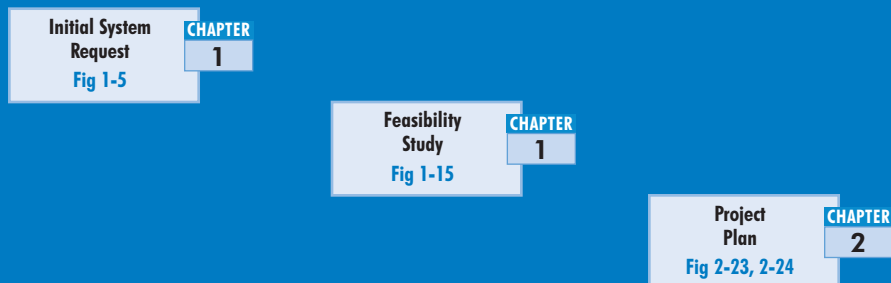 Initial System
Request
Fig 1-5
CHAPTER
1
Feasibility
Study
Fig 1-15
CHAPTER
1
Project
Plan
Fig 2-23, 2-24
CHAPTER
2